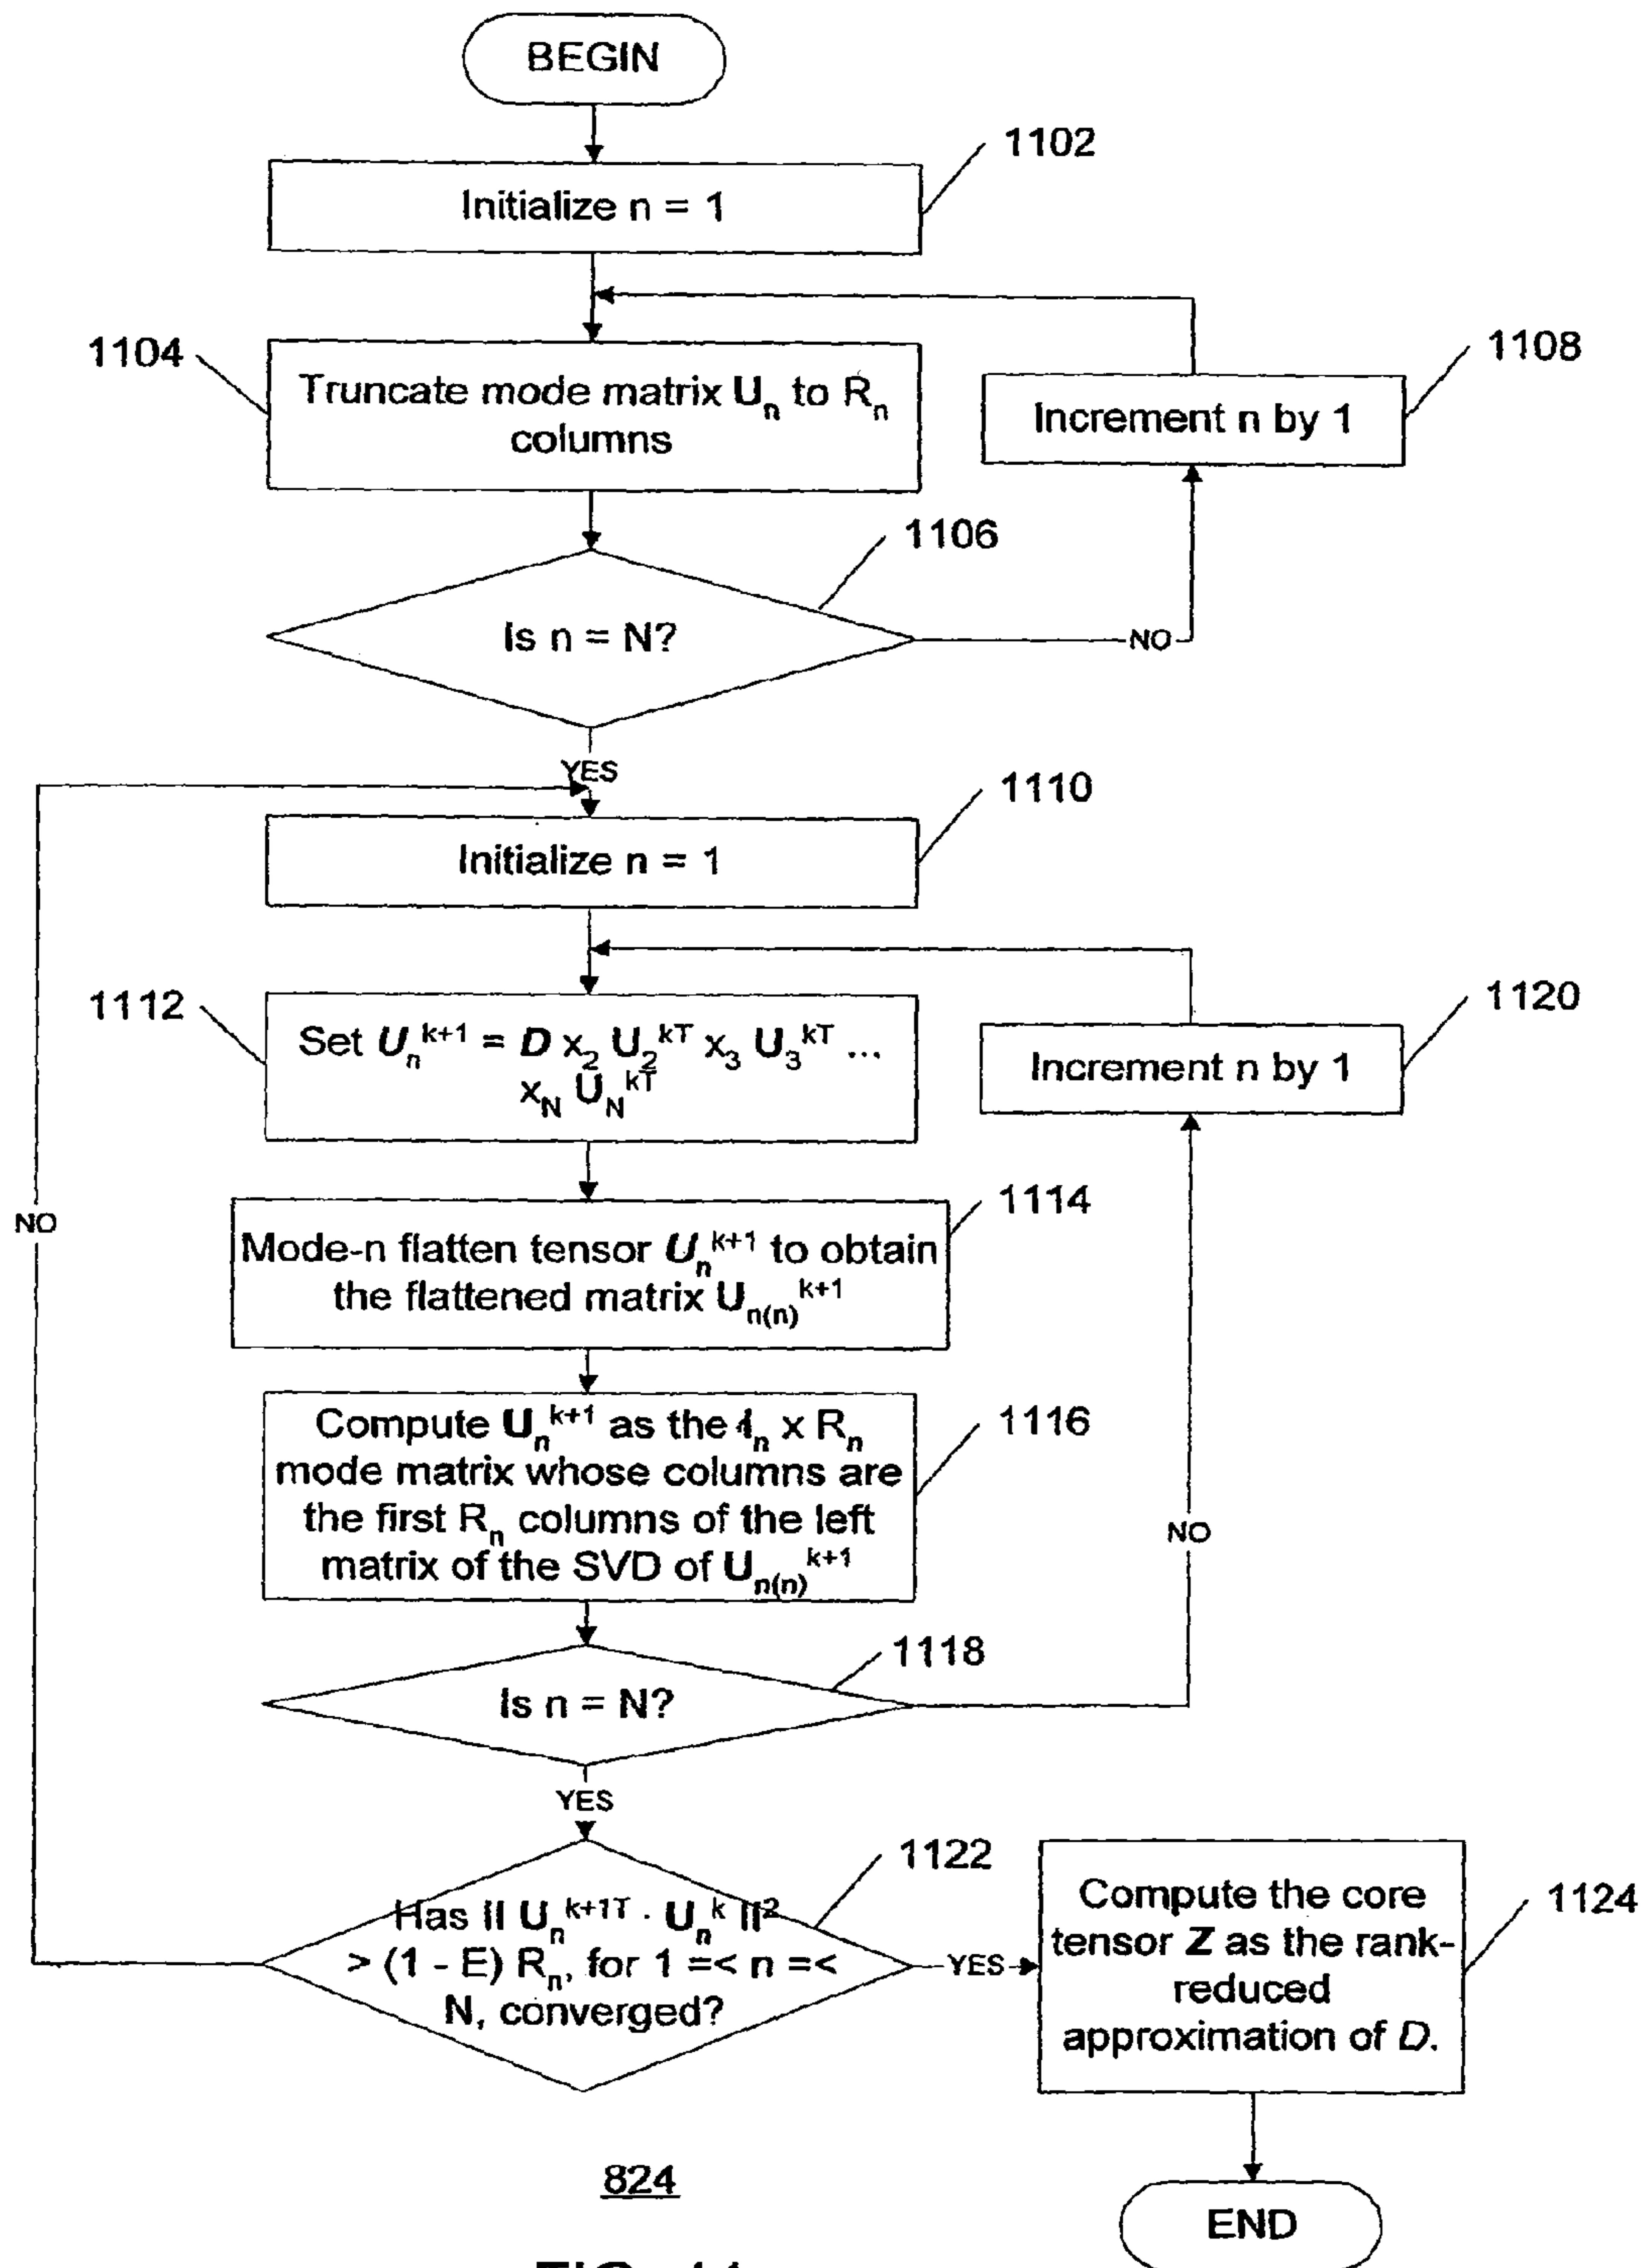 BEGIN
1102
Initialize n = 1
1104
Truncate mode matrix Uₙ to Rₙ
columns
1108
Increment n by 1
1106
Is n = N?
NO
YES
1110
Initialize n = 1
1112
Set Uₙᵏ⁺¹ = D x₂ U₂ᵏᵀ x₃ U₃ᵏᵀ ...
x_N U_Nᵏᵀ
1120
Increment n by 1
1114
Mode-n flatten tensor Uₙᵏ⁺¹ to obtain
the flattened matrix Uₙ₍ₙ₎ᵏ⁺¹
NO
1116
Compute Uₙᵏ⁺¹ as the Iₙ x Rₙ
mode matrix whose columns are
the first Rₙ columns of the left
matrix of the SVD of Uₙ₍ₙ₎ᵏ⁺¹
NO
1118
Is n = N?
YES
1122
Has || Uₙᵏ⁺¹ᵀ · Uₙᵏ ||²
> (1 - E) Rₙ, for 1 =< n =<
N, converged?
YES
1124
Compute the core
tensor Z as the rank-
reduced
approximation of D.
824
END